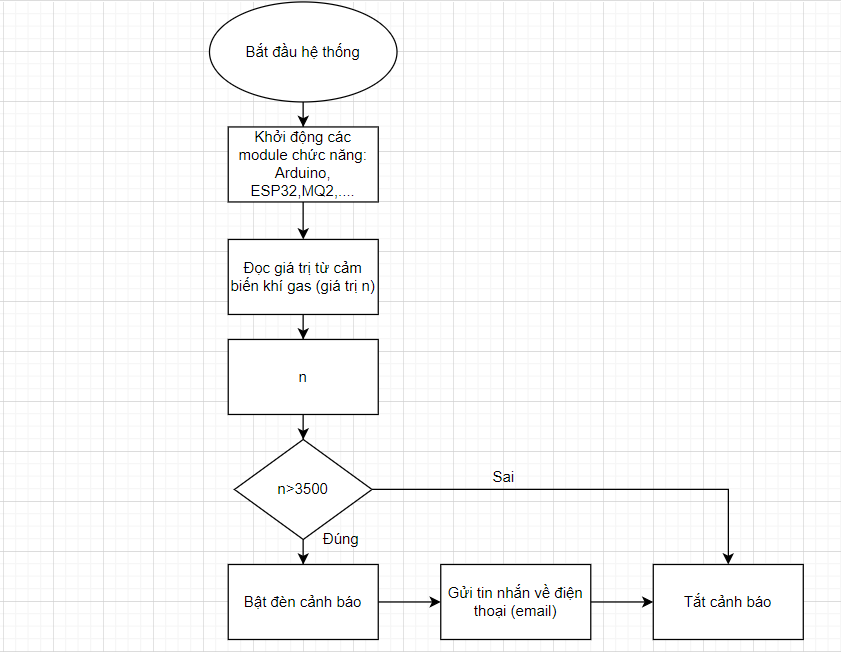 Bắt đầu hệ thống
Khởi động các
module chức năng:
Arduino,
ESP32,MQ2,....
Đọc giá trị từ cảm
biến khí gas (giá trị n)
n
n>3500
Sai
Đúng
Bật đèn cảnh báo
Gửi tin nhắn về điện
thoại (email)
Tắt cảnh báo